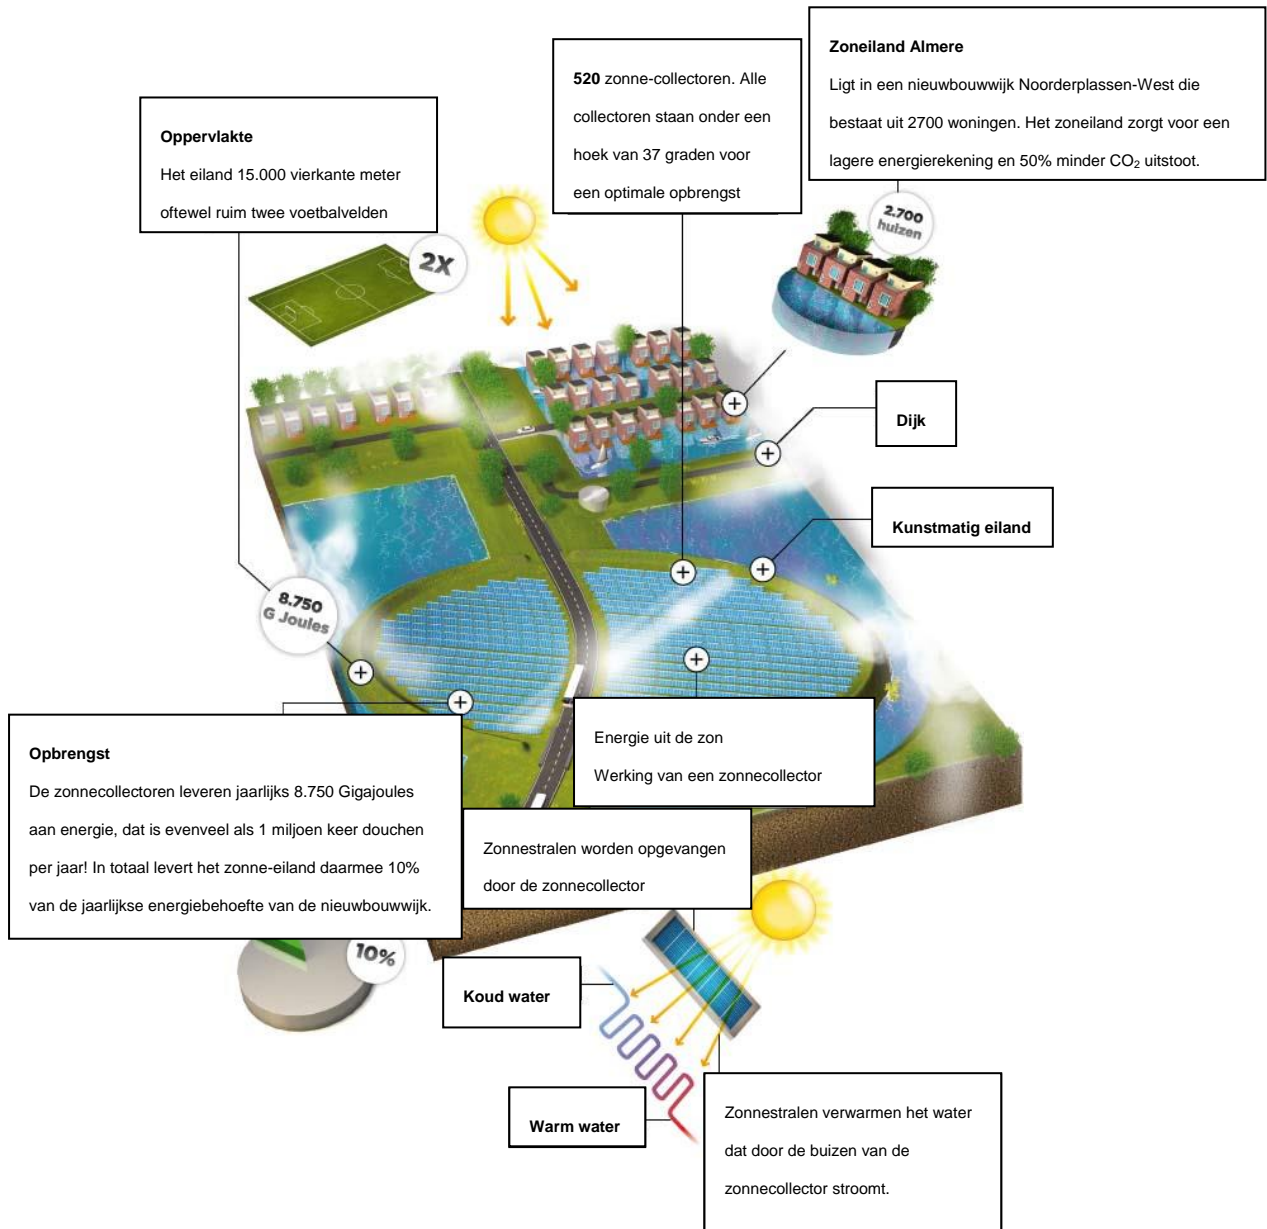 Zoneiland Almere
Ligt in een nieuwbouwwijk Noorderplassen-West die
bestaat uit 2700 woningen. Het zoneiland zorgt voor een
lagere energierekening en 50% minder CO₂ uitstoot.
520 zonne-collectoren. Alle
collectoren staan onder een
hoek van 37 graden voor
een optimale opbrengst
Oppervlakte
Het eiland 15.000 vierkante meter
oftewel ruim twee voetbalvelden
2X
2.700
huizen
Dijk
Kunstmatig eiland
8.750
G Joules
Opbrengst
De zonnecollectoren leveren jaarlijks 8.750 Gigajoules
aan energie, dat is evenveel als 1 miljoen keer douchen
per jaar! In totaal levert het zonne-eiland daarmee 10%
van de jaarlijkse energiebehoefte van de nieuwbouwwijk.
Energie uit de zon
Werking van een zonnecollector
Zonnestralen worden opgevangen
door de zonnecollector
10%
Koud water
Warm water
Zonnestralen verwarmen het water
dat door de buizen van de
zonnecollector stroomt.